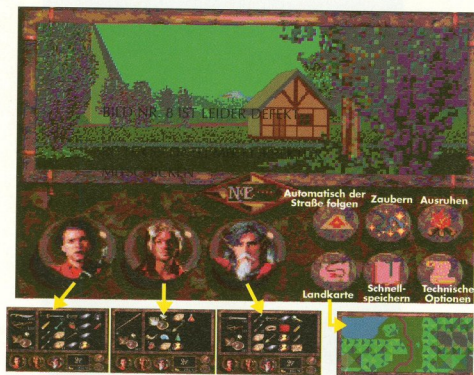 BILD NR. 8 IST LEIDER DEFEKT
N E
Automatisch der
Straße folgen
Zaubern
Ausruhen
Landkarte
Schnell-
speichern
Technische
Optionen